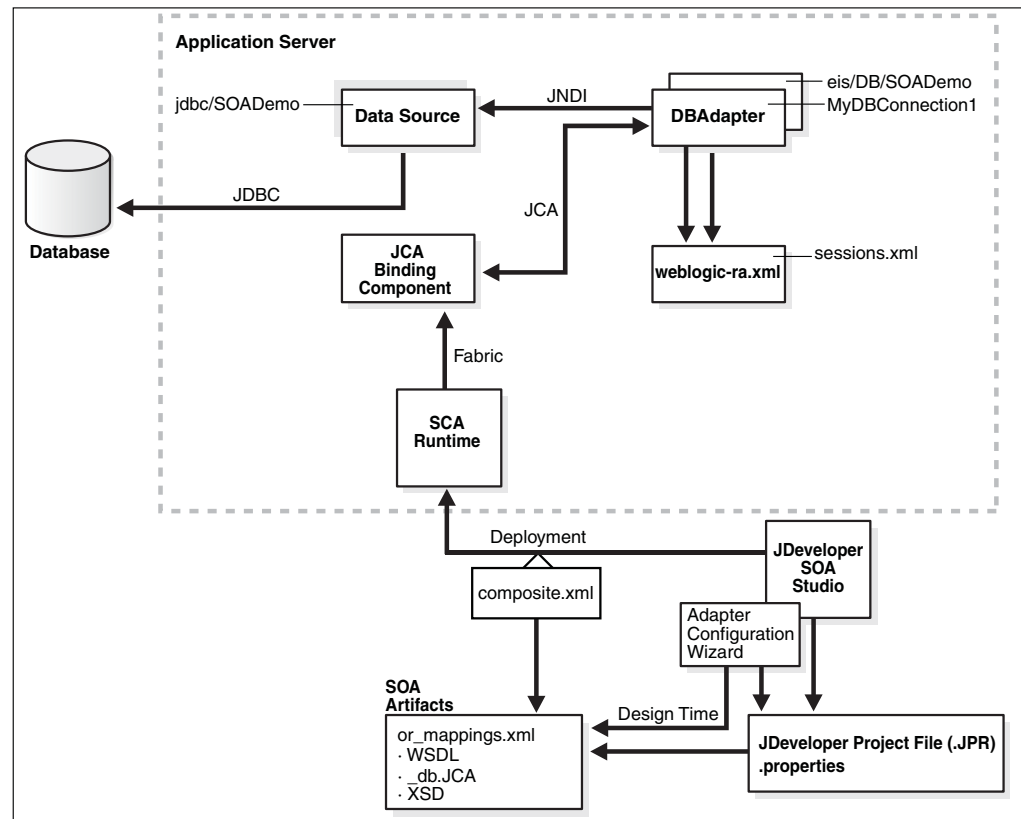 Application Server
eis/DB/SOADemo
jdbc/SOADemo
JNDI
MyDBConnection1
Data Source
DBAdapter
JDBC
JCA
Database
JCA
Binding
Component
sessions.xml
weblogic-ra.xml
Fabric
SCA
Runtime
Deployment
JDeveloper
SOA
Studio
composite.xml
Adapter
Configuration
Wizard
SOA
Artifacts
Design Time
or_mappings.xml
· WSDL
· _db.JCA
· XSD
JDeveloper Project File (.JPR)
.properties